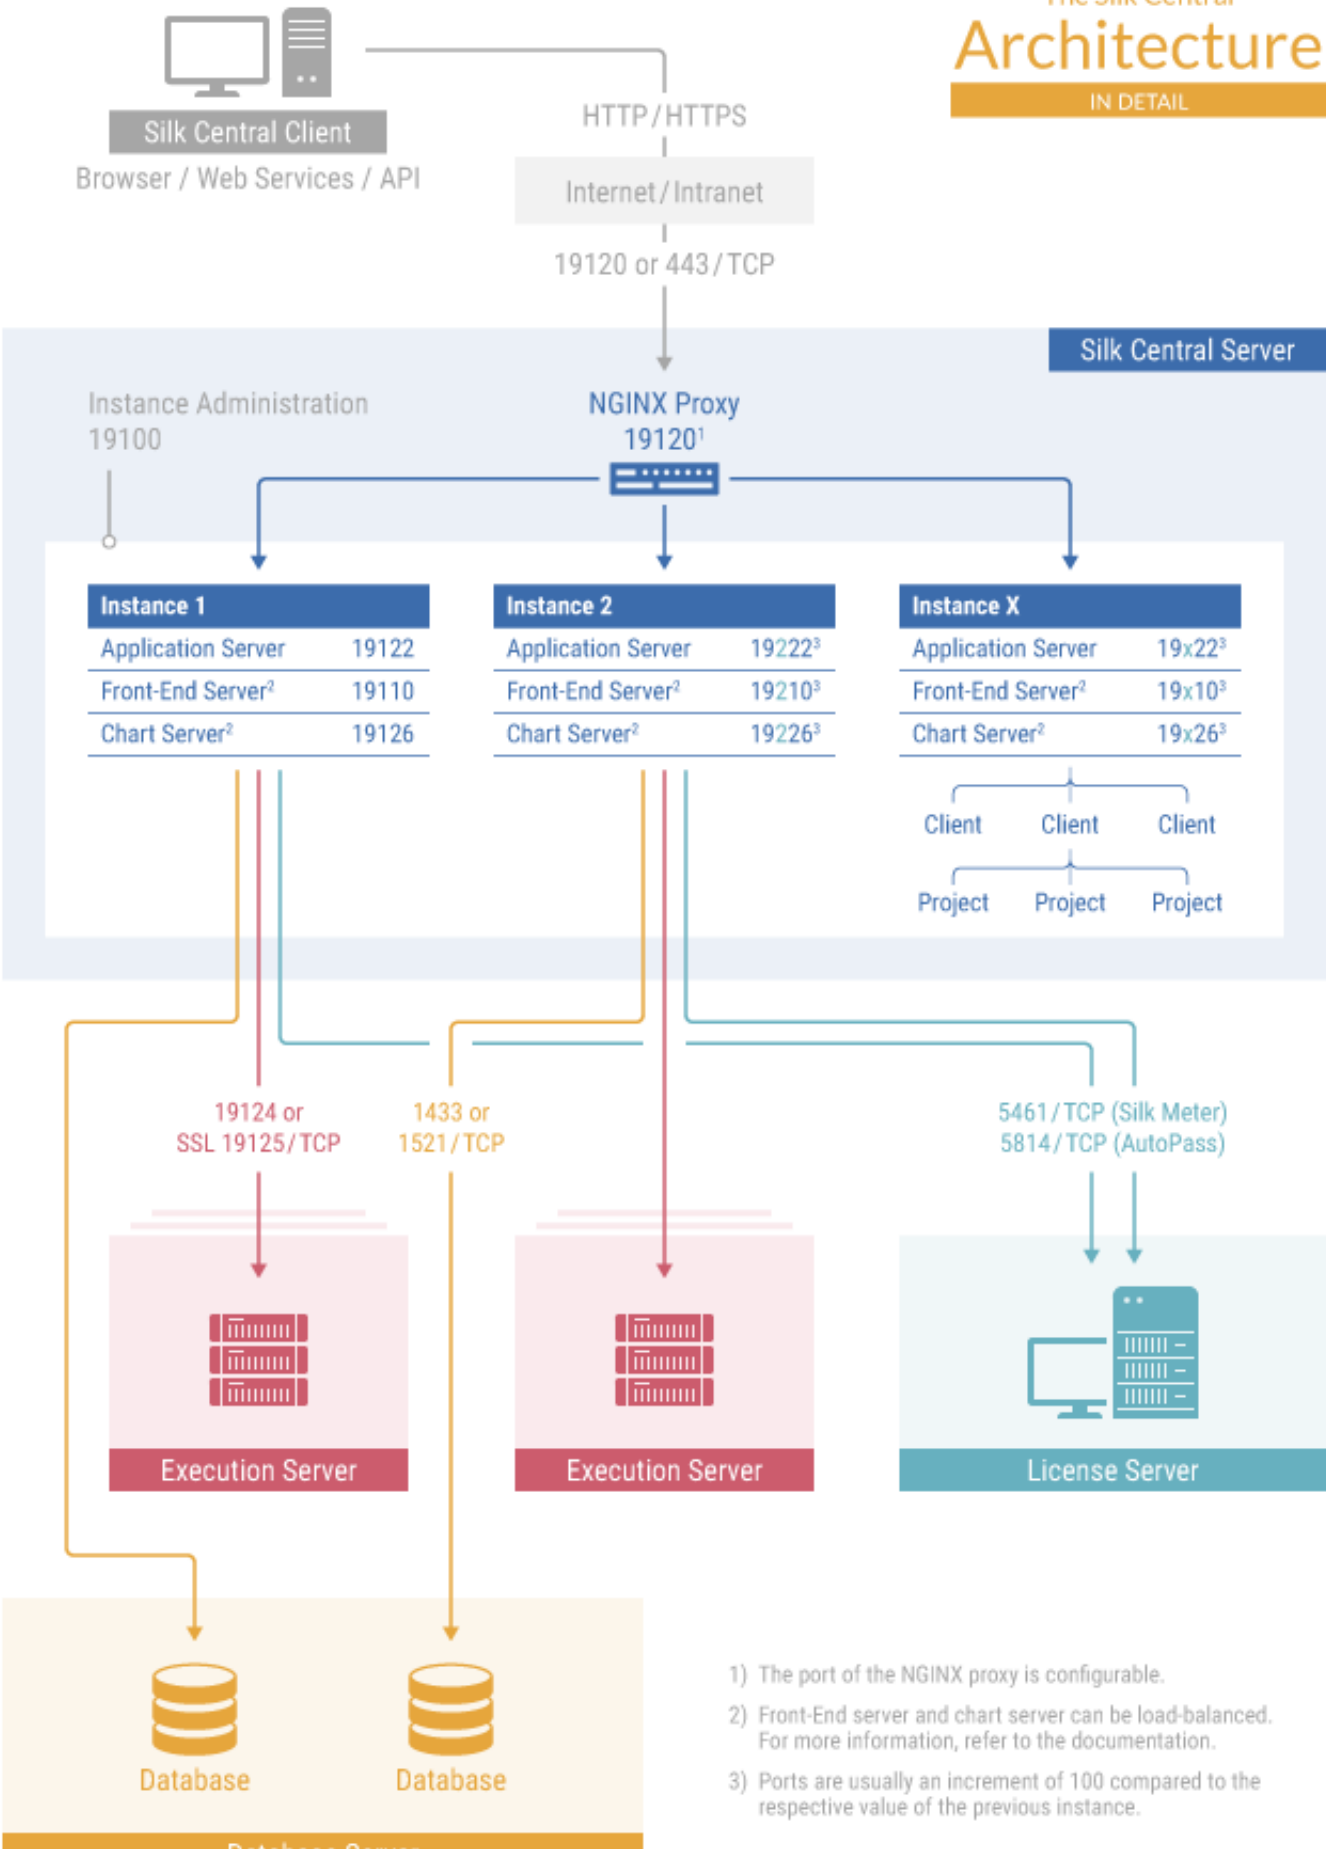 The Silk Central
Architecture
IN DETAIL
Silk Central Client
Browser / Web Services / API
HTTP/HTTPS
Internet/Intranet
19120 or 443/TCP
Silk Central Server
Instance Administration
19100
NGINX Proxy
19120¹
Instance 1
Application Server 19122
Front-End Server² 19110
Chart Server² 19126
Instance 2
Application Server 19222³
Front-End Server² 19210³
Chart Server² 19226³
Instance X
Application Server 19x22³
Front-End Server² 19x10³
Chart Server² 19x26³
Client Client Client
Project Project Project
19124 or
SSL 19125/TCP
1433 or
1521/TCP
5461/TCP (Silk Meter)
5814/TCP (AutoPass)
Execution Server
Execution Server
License Server
Database
Database
Database Server
1) The port of the NGINX proxy is configurable.
2) Front-End server and chart server can be load-balanced.
For more information, refer to the documentation.
3) Ports are usually an increment of 100 compared to the
respective value of the previous instance.